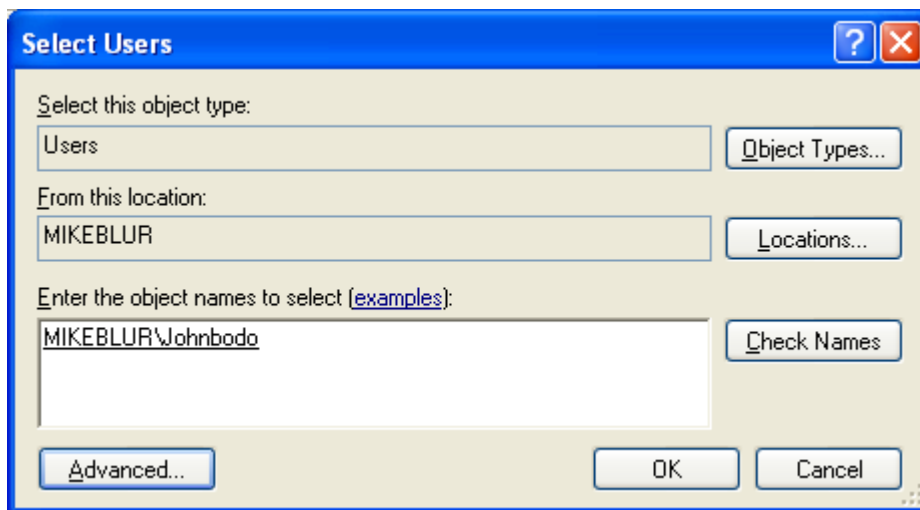 Select Users
Select this object type:
Users
Object Types...
From this location:
MIKEBLUR
Locations...
Enter the object names to select (examples):
MIKEBLUR\Johnbodo
Check Names
Advanced...
OK
Cancel